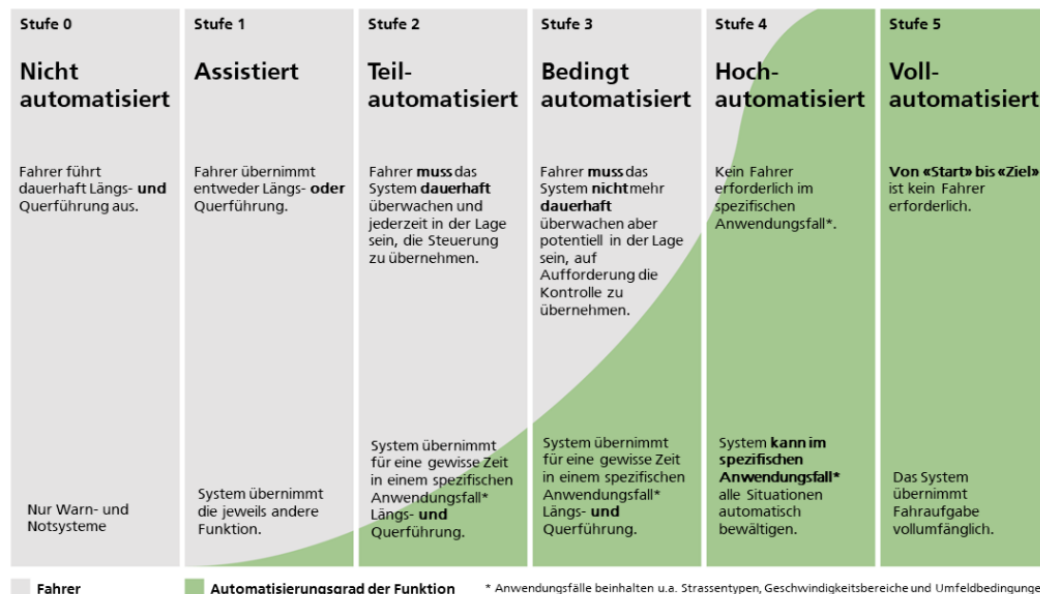 Stufe 0
Nicht
automatisiert
Fahrer führt
dauerhaft Längs- und
Querführung aus.
Nur Warn- und
Notsysteme
Stufe 1
Assistiert
Fahrer übernimmt
entweder Längs- oder
Querführung.
System übernimmt
die jeweils andere
Funktion.
Stufe 2
Teil-
automatisiert
Fahrer muss das
System dauerhaft
überwachen und
jederzeit in der Lage
sein, die Steuerung
zu übernehmen.
System übernimmt
für eine gewisse Zeit
in einem spezifischen
Anwendungsfall*
Längs- und
Querführung.
Stufe 3
Bedingt
automatisiert
Fahrer muss das
System nicht mehr
dauerhaft
überwachen aber
potentiell in der Lage
sein, auf
Aufforderung die
Kontrolle zu
übernehmen.
System übernimmt
für eine gewisse Zeit
in einem spezifischen
Anwendungsfall*
Längs- und
Querführung.
Stufe 4
Hoch-
automatisiert
Kein Fahrer
erforderlich im
spezifischen
Anwendungsfall*.
System kann im
spezifischen
Anwendungsfall*
alle Situationen
automatisch
bewältigen.
Stufe 5
Voll-
automatisiert
Von «Start» bis «Ziel»
ist kein Fahrer
erforderlich.
Das System
übernimmt
Fahraufgabe
vollumfänglich.
Fahrer
Automatisierungsgrad der Funktion
* Anwendungsfälle beinhalten u.a. Strassentypen, Geschwindigkeitsbereiche und Umfeldbedingunge